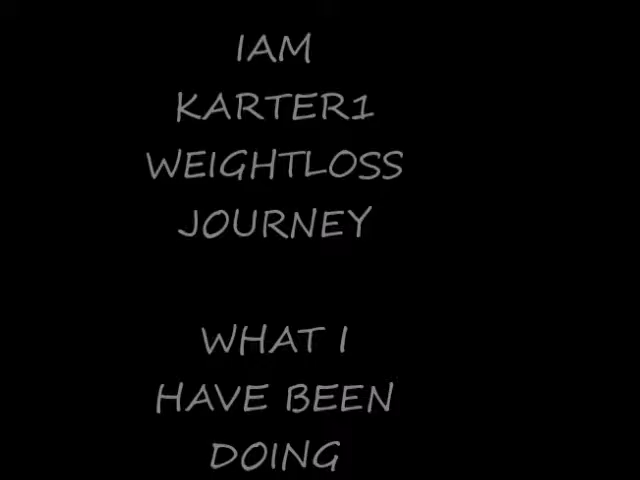 IAM
KARTER1
WEIGHTLOSS
JOURNEY
WHAT I
HAVE BEEN
DOING